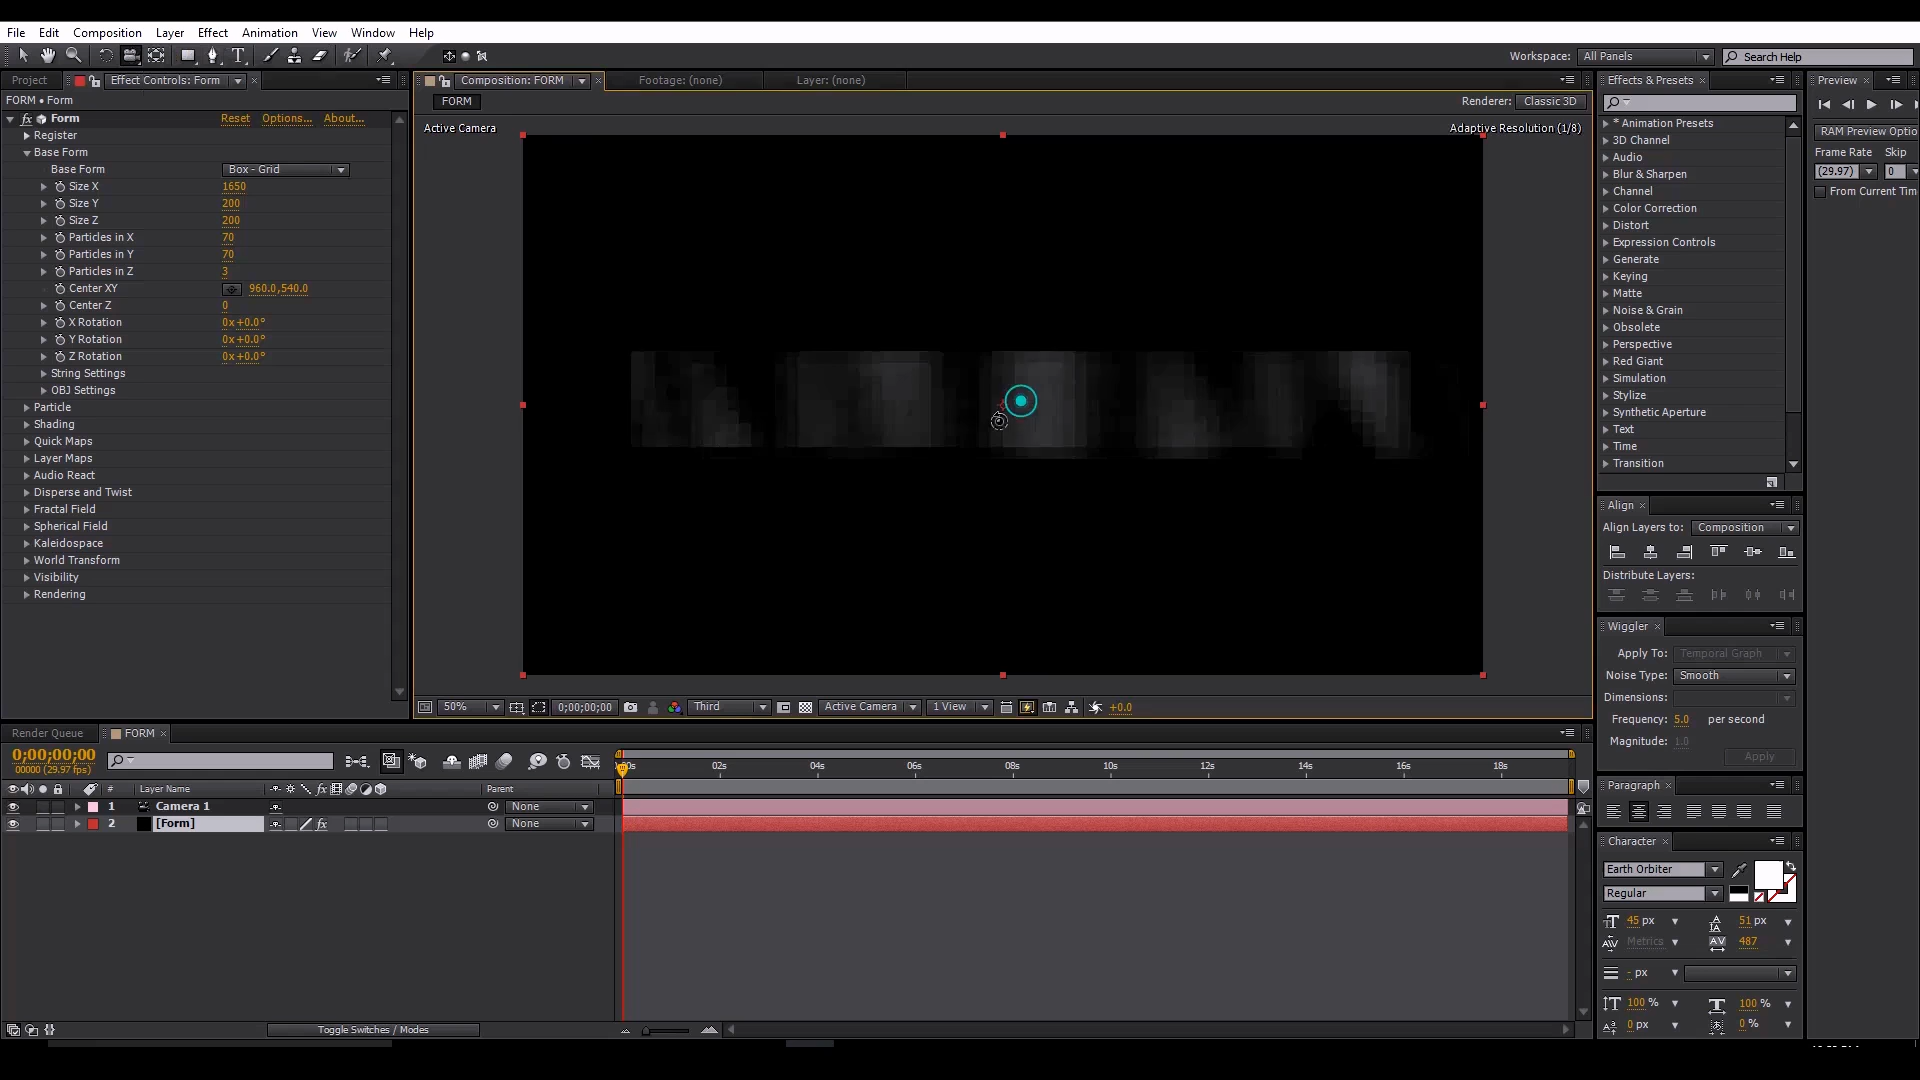 File Edit Composition Layer Effect Animation View Window Help
Workspace: All Panels Search Help
Project Effect Controls: Form Composition: FORM Footage: (none) Layer: (none) Effects & Presets Preview
FORM • Form
FORM Renderer: Classic 3D
fx Form Reset Options... About...
Active Camera Adaptive Resolution (1/8)
Register
Base Form
Base Form Box - Grid
Size X 1650
Size Y 200
Size Z 200
Particles in X 70
Particles in Y 70
Particles in Z 3
Center XY 960.0,540.0
Center Z 0
X Rotation 0x+0.0°
Y Rotation 0x+0.0°
Z Rotation 0x+0.0°
String Settings
OBJ Settings
Particle
Shading
Quick Maps
Layer Maps
Audio React
Disperse and Twist
Fractal Field
Spherical Field
Kaleidospace
World Transform
Visibility
Rendering
50% 0;00;00;00 Third Active Camera 1 View +0.0
* Animation Presets
3D Channel
Audio
Blur & Sharpen
Channel
Color Correction
Distort
Expression Controls
Generate
Keying
Matte
Noise & Grain
Obsolete
Perspective
Red Giant
Simulation
Stylize
Synthetic Aperture
Text
Time
Transition
RAM Preview Optio
Frame Rate Skip
(29.97) 0
From Current Tim
Align
Align Layers to: Composition
Distribute Layers:
Wiggler
Apply To: Temporal Graph
Noise Type: Smooth
Dimensions:
Frequency: 5.0 per second
Magnitude: 1.0
Apply
Paragraph
Character
Earth Orbiter
Regular
45 px 51 px
Metrics 487
- px
100 % 100 %
0 px 0 %
Render Queue FORM
0;00;00;00
00000 (29.97 fps)
02s 04s 06s 08s 10s 12s 14s 16s 18s
# Layer Name fx Parent
1 Camera 1 None
2 [Form] fx None
Toggle Switches / Modes